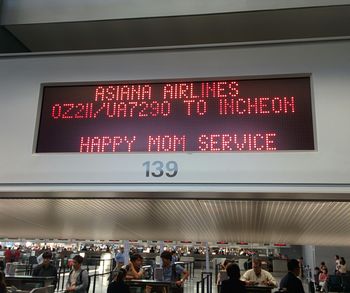 ASIANA AIRLINES
OZ211/UA7290 TO INCHEON
HAPPY MOM SERVICE
139